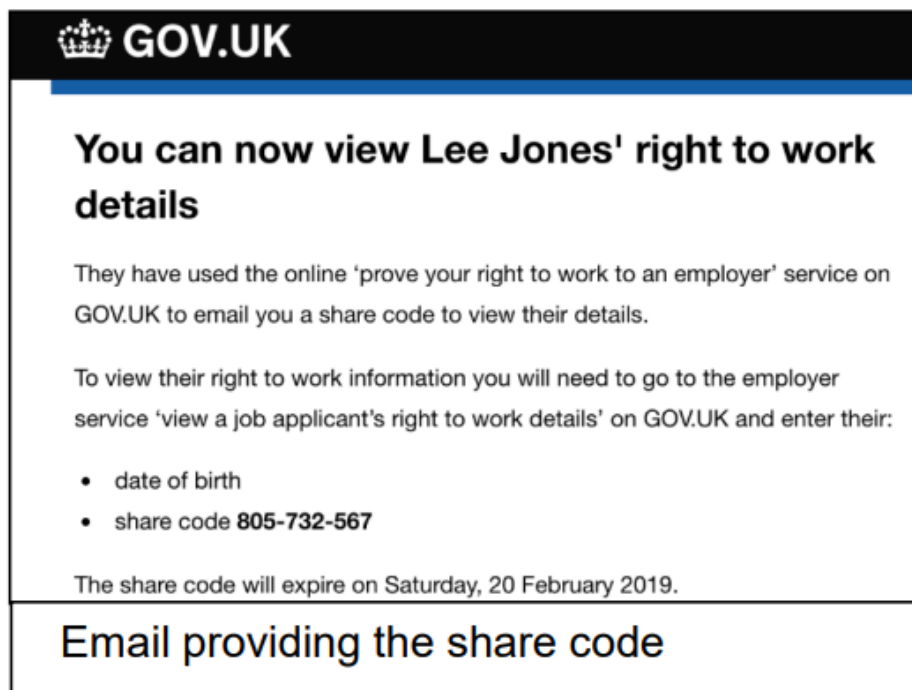 GOV.UK
You can now view Lee Jones' right to work
details
They have used the online ‘prove your right to work to an employer’ service on
GOV.UK to email you a share code to view their details.
To view their right to work information you will need to go to the employer
service ‘view a job applicant’s right to work details’ on GOV.UK and enter their:
• date of birth
• share code 805-732-567
The share code will expire on Saturday, 20 February 2019.
Email providing the share code